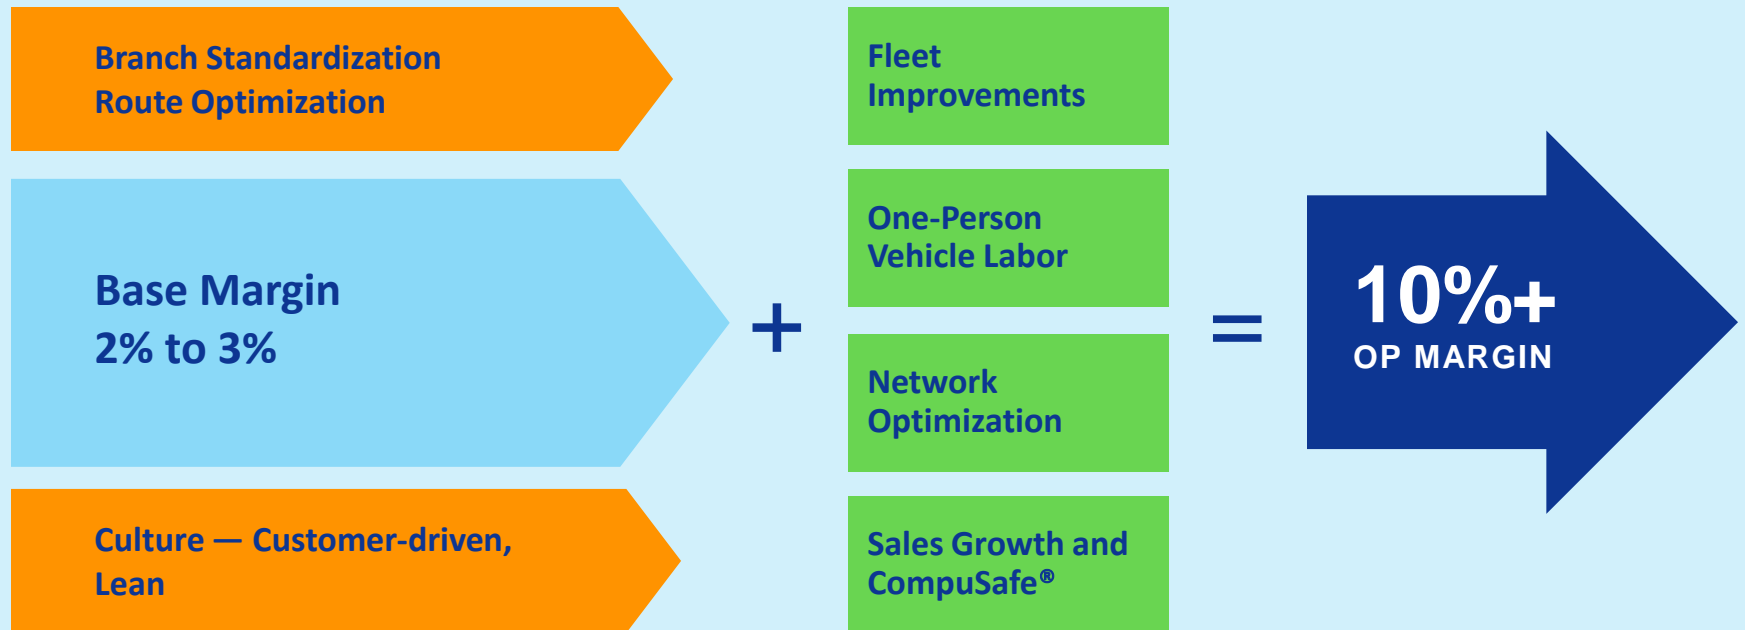 Branch Standardization
Route Optimization
Base Margin
2% to 3%
Culture — Customer-driven,
Lean
+
Fleet
Improvements
One-Person
Vehicle Labor
Network
Optimization
Sales Growth and
CompuSafe®
=
10%+
OP MARGIN